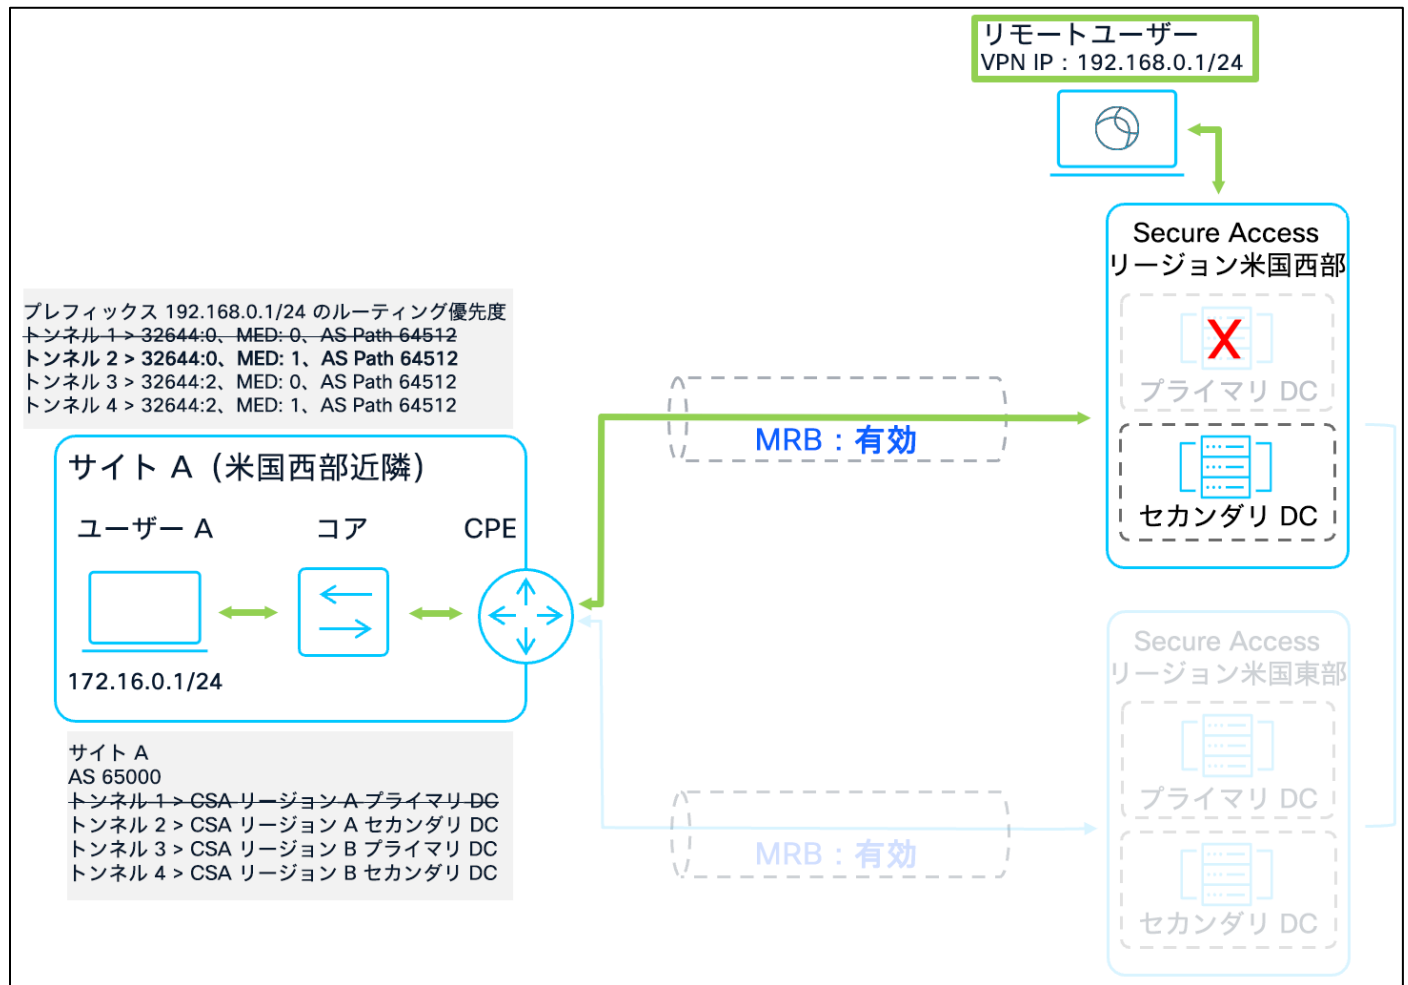 リモートユーザー
VPN IP：192.168.0.1/24
Secure Access
リージョン米国西部
X
プライマリ DC
セカンダリ DC
プレフィックス 192.168.0.1/24 のルーティング優先度
トンネル 1 > 32644:0、MED: 0、AS Path 64512
トンネル 2 > 32644:0、MED: 1、AS Path 64512
トンネル 3 > 32644:2、MED: 0、AS Path 64512
トンネル 4 > 32644:2、MED: 1、AS Path 64512
MRB：有効
サイト A（米国西部近隣）
ユーザー A
コア
CPE
172.16.0.1/24
Secure Access
リージョン米国東部
プライマリ DC
セカンダリ DC
MRB：有効
サイト A
AS 65000
トンネル 1 > CSA リージョン A プライマリ DC
トンネル 2 > CSA リージョン A セカンダリ DC
トンネル 3 > CSA リージョン B プライマリ DC
トンネル 4 > CSA リージョン B セカンダリ DC